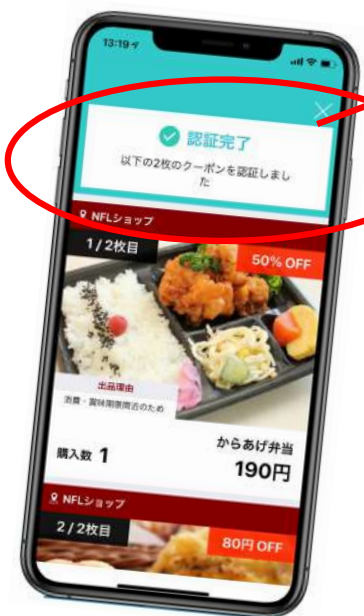 13:19
認証完了
以下の2枚のクーポンを認証しまし
た
NFLショップ
1 / 2枚目
50% OFF
出品理由
消費・賞味期限間近のため
からあげ弁当
購入数 1
190円
NFLショップ
2 / 2枚目
80円 OFF